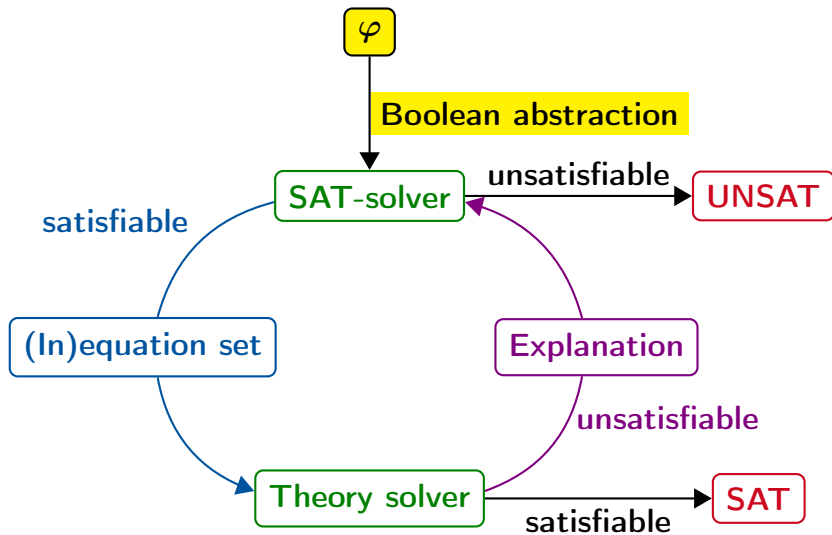 φ
Boolean abstraction
SAT-solver
unsatisfiable
UNSAT
satisfiable
(In)equation set
Explanation
unsatisfiable
Theory solver
satisfiable
SAT